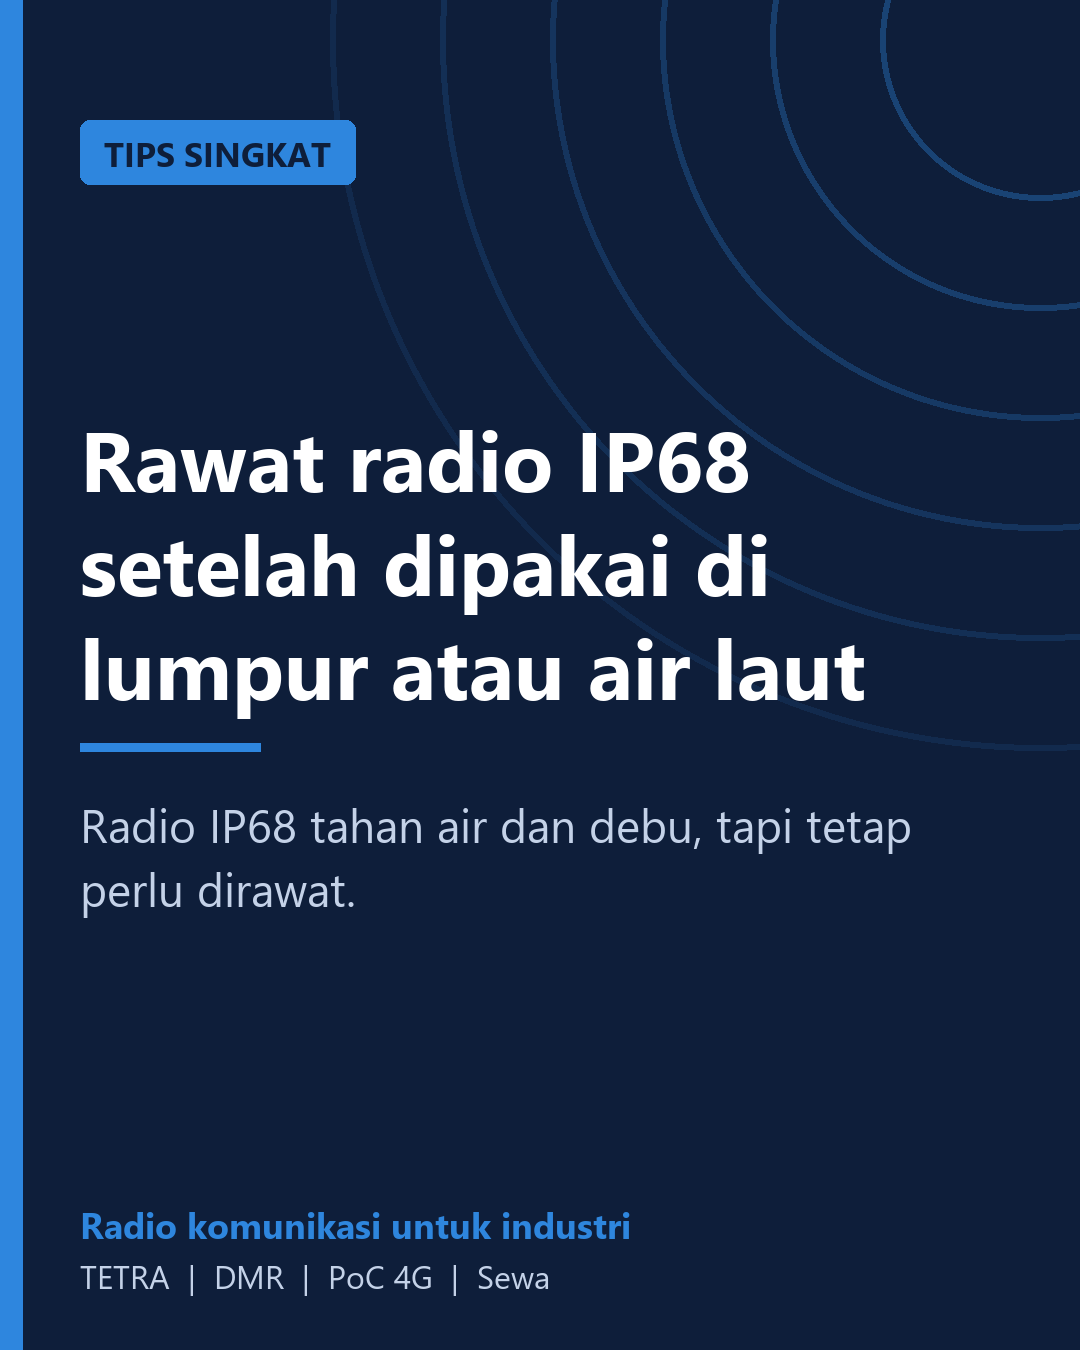 TIPS SINGKAT
Rawat radio IP68
setelah dipakai di
lumpur atau air laut
Radio IP68 tahan air dan debu, tapi tetap
perlu dirawat.
Radio komunikasi untuk industri
TETRA | DMR | PoC 4G | Sewa